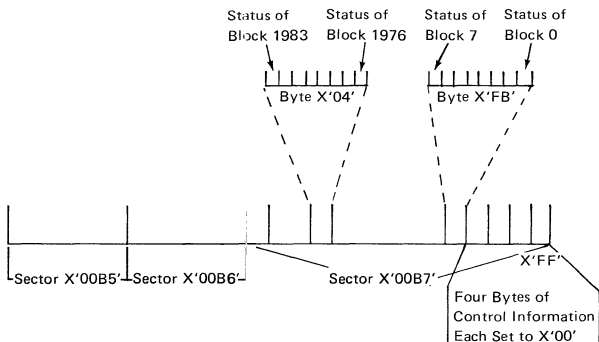 Status of Block 1983
Status of Block 1976
Status of Block 7
Status of Block 0
Byte X'04'
Byte X'FB'
Sector X'00B5'
Sector X'00B6'
Sector X'00B7'
X'FF'
Four Bytes of
Control Information
Each Set to X'00'